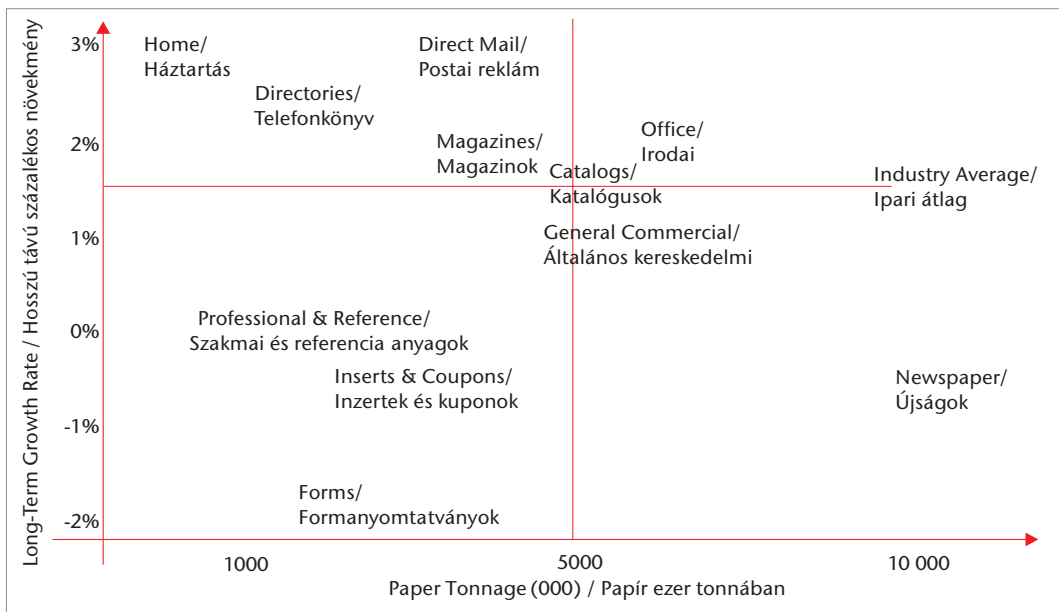 Long-Term Growth Rate / Hosszú távú százalékos növekmény
3%
Home/
Háztartás
Direct Mail/
Postai reklám
Directories/
Telefonkönyv
2%
Magazines/
Magazinok
Office/
Irodai
Catalogs/
Katalógusok
Industry Average/
Ipari átlag
1%
General Commercial/
Általános kereskedelmi
0%
Professional & Reference/
Szakmai és referencia anyagok
Inserts & Coupons/
Inzertek és kuponok
Newspaper/
Újságok
-1%
Forms/
Formanyomtatványok
-2%
1000
5000
10 000
Paper Tonnage (000) / Papír ezer tonnában